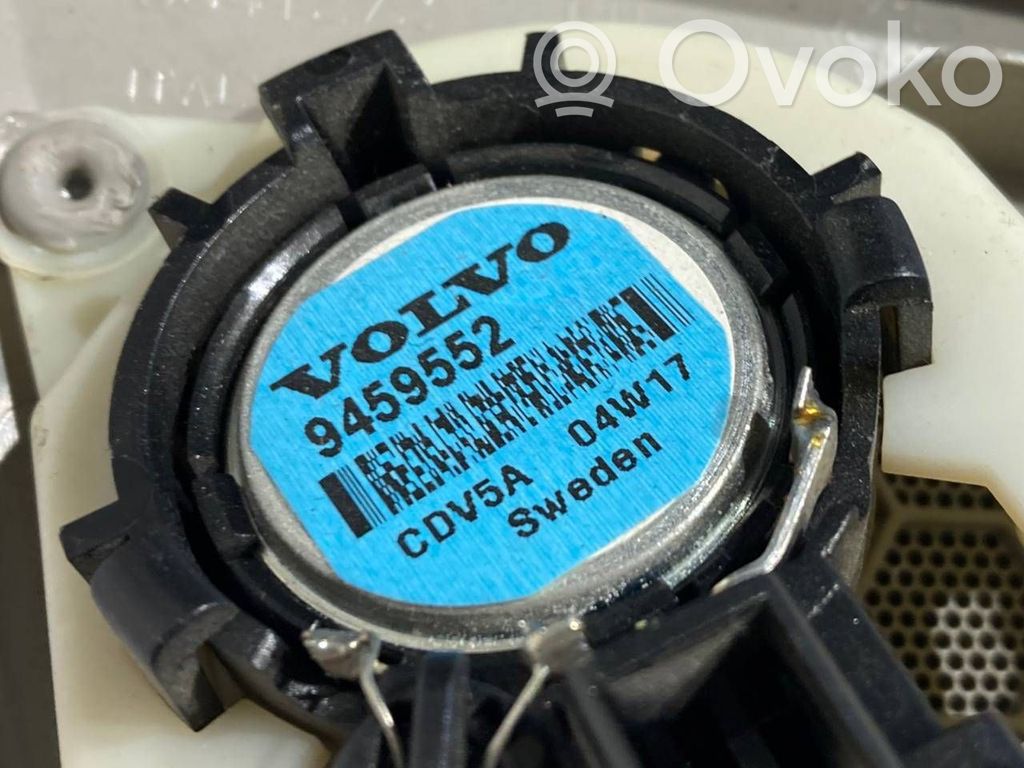 Ovoko
VOLVO
9459552
CDV5A 04W17
Sweden